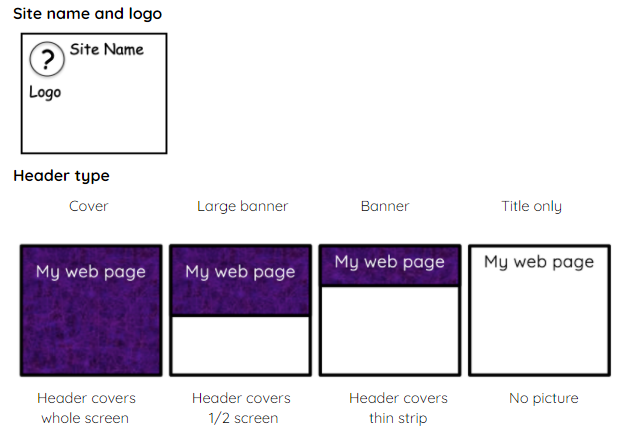 Site name and logo
?
Site Name
Logo
Header type
Cover
Large banner
Banner
Title only
My web page
My web page
My web page
My web page
Header covers
whole screen
Header covers
1/2 screen
Header covers
thin strip
No picture